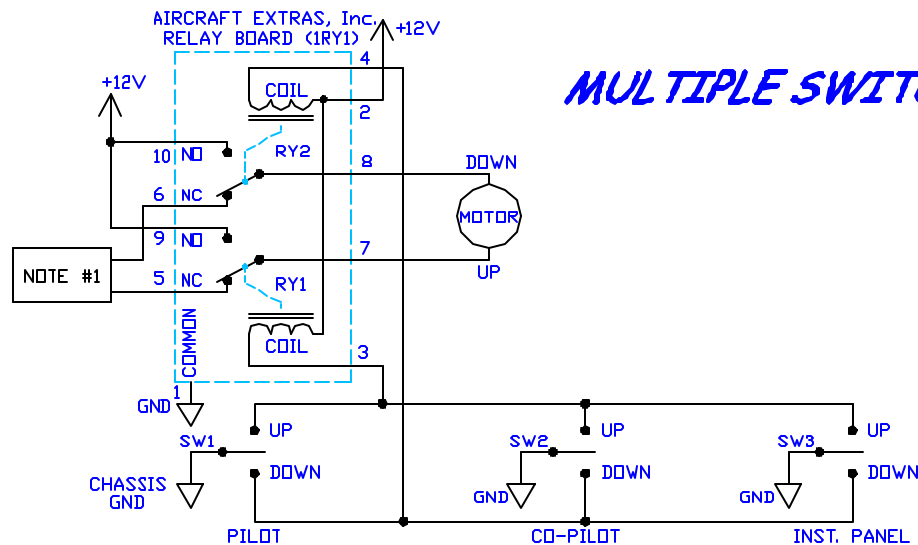 AIRCRAFT EXTRAS, Inc.
RELAY BOARD (1RY1)
+12V
+12V
MULTIPLE
4
COIL
2
10 NO
RY2
8
DOWN
6 NC
MOTOR
9 NO
7
UP
NOTE #1
5 NC
RY1
COMMON
COIL
3
1
GND
UP
UP
UP
SW1
SW2
SW3
DOWN
DOWN
DOWN
CHASSIS
GND
GND
GND
PILOT
CO-PILOT
INST. PANEL